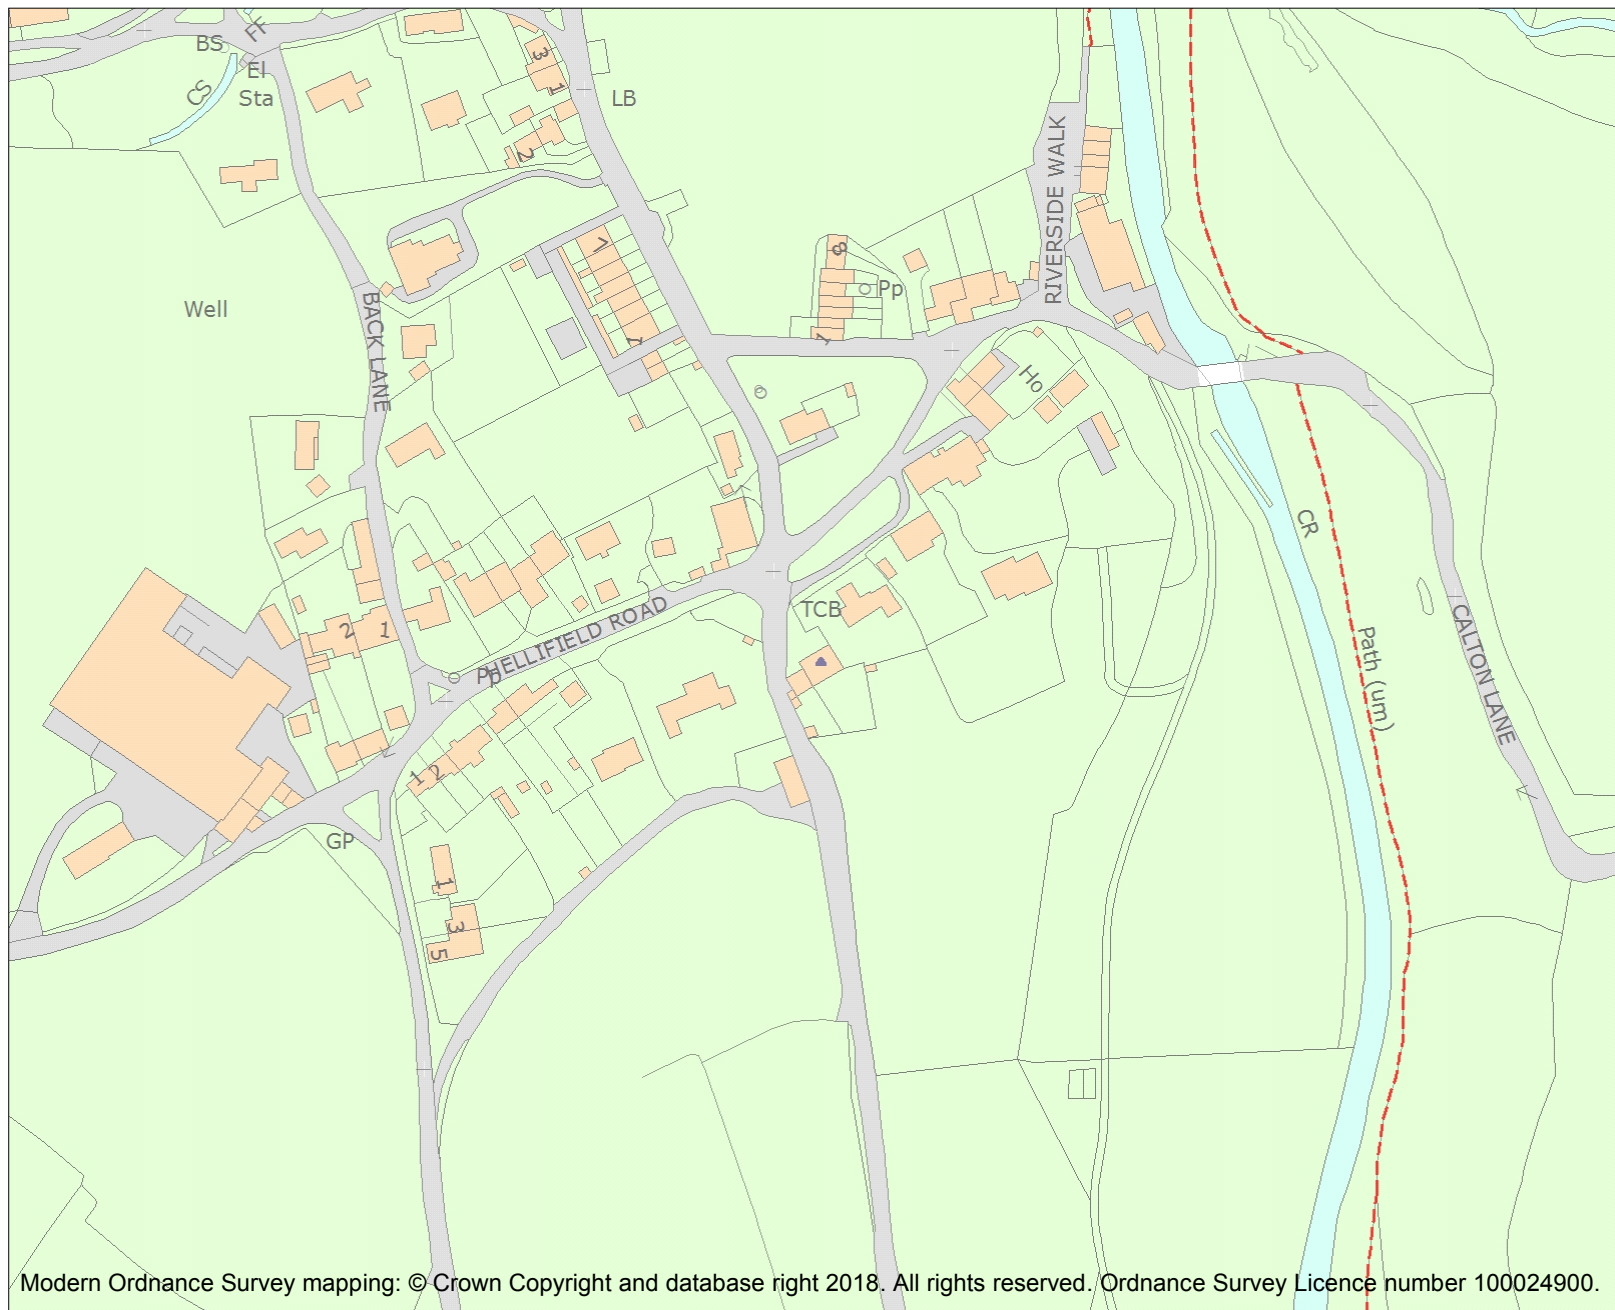 FF
BS
El
Sta
CS
3
1
LB
2
RIVERSIDE WALK
7
8
Pp
Well
BACK LANE
1
1
Ho
CR
TCB
HELLIFIELD ROAD
2
1
Pp
Path (um)
CALTON LANE
1
2
GP
1
3
5
Modern Ordnance Survey mapping: © Crown Copyright and database right 2018. All rights reserved. Ordnance Survey Licence number 100024900.